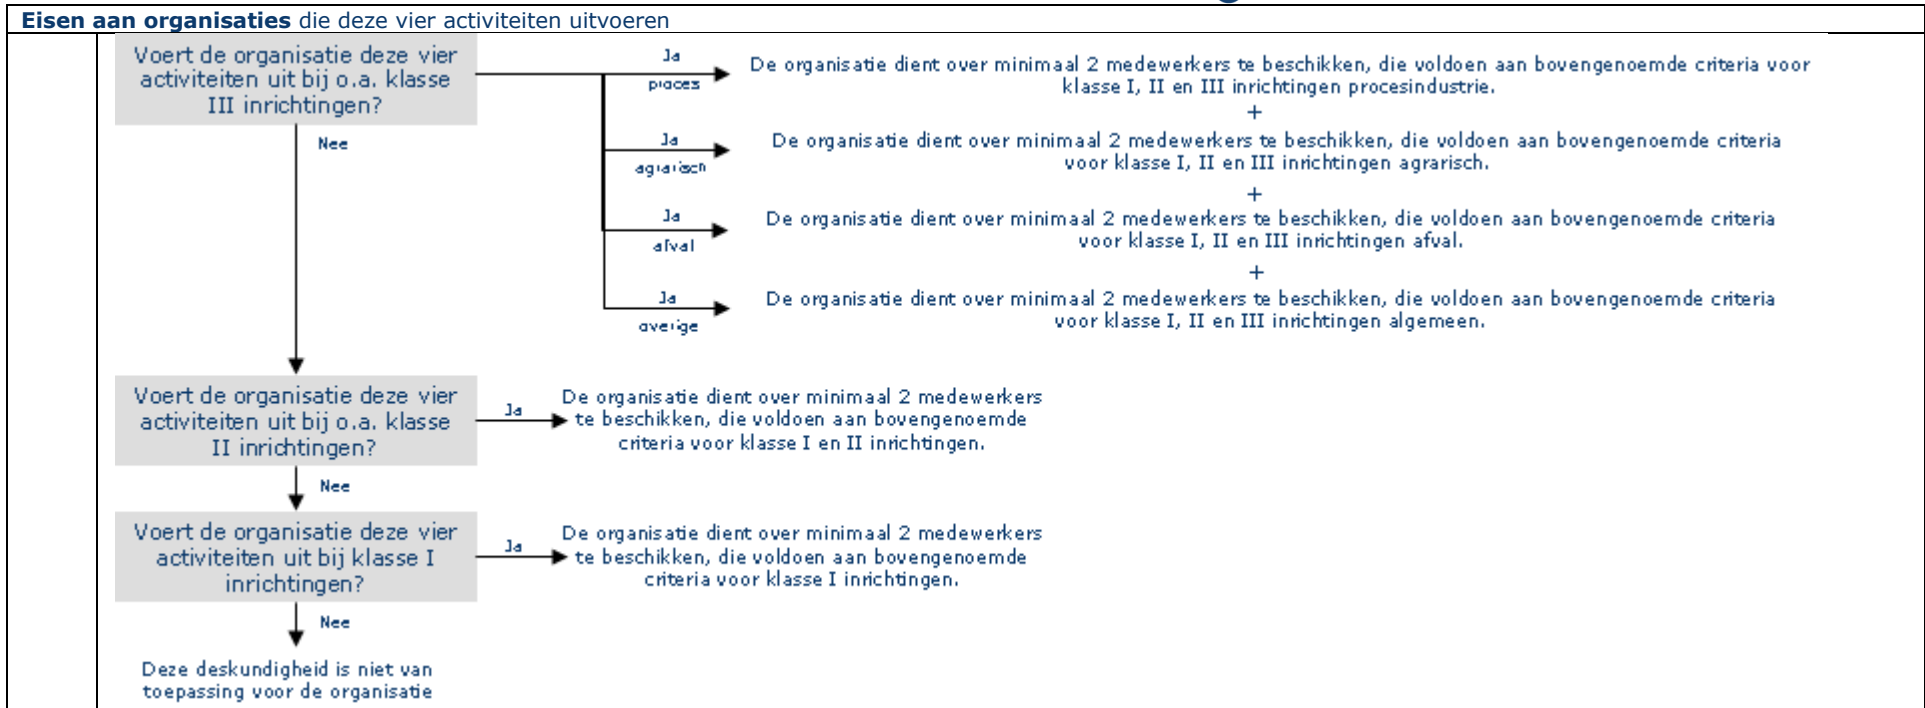 Eisen aan organisaties die deze vier activiteiten uitvoeren
Voert de organisatie deze vier
activiteiten uit bij o.a. klasse
III inrichtingen?
Ja
proces
De organisatie dient over minimaal 2 medewerkers te beschikken, die voldoen aan bovengenoemde criteria voor
klasse I, II en III inrichtingen procesindustrie.
+
Nee
Ja
agrarisch
De organisatie dient over minimaal 2 medewerkers te beschikken, die voldoen aan bovengenoemde criteria
voor klasse I, II en III inrichtingen agrarisch.
+
Ja
afval
De organisatie dient over minimaal 2 medewerkers te beschikken, die voldoen aan bovengenoemde criteria
voor klasse I, II en III inrichtingen afval.
+
Ja
overige
De organisatie dient over minimaal 2 medewerkers te beschikken, die voldoen aan bovengenoemde criteria
voor klasse I, II en III inrichtingen algemeen.
Voert de organisatie deze vier
activiteiten uit bij o.a. klasse
II inrichtingen?
Ja
De organisatie dient over minimaal 2 medewerkers
te beschikken, die voldoen aan bovengenoemde
criteria voor klasse I en II inrichtingen.
Nee
Voert de organisatie deze vier
activiteiten uit bij klasse I
inrichtingen?
Ja
De organisatie dient over minimaal 2 medewerkers
te beschikken, die voldoen aan bovengenoemde
criteria voor klasse I inrichtingen.
Nee
Deze deskundigheid is niet van
toepassing voor de organisatie